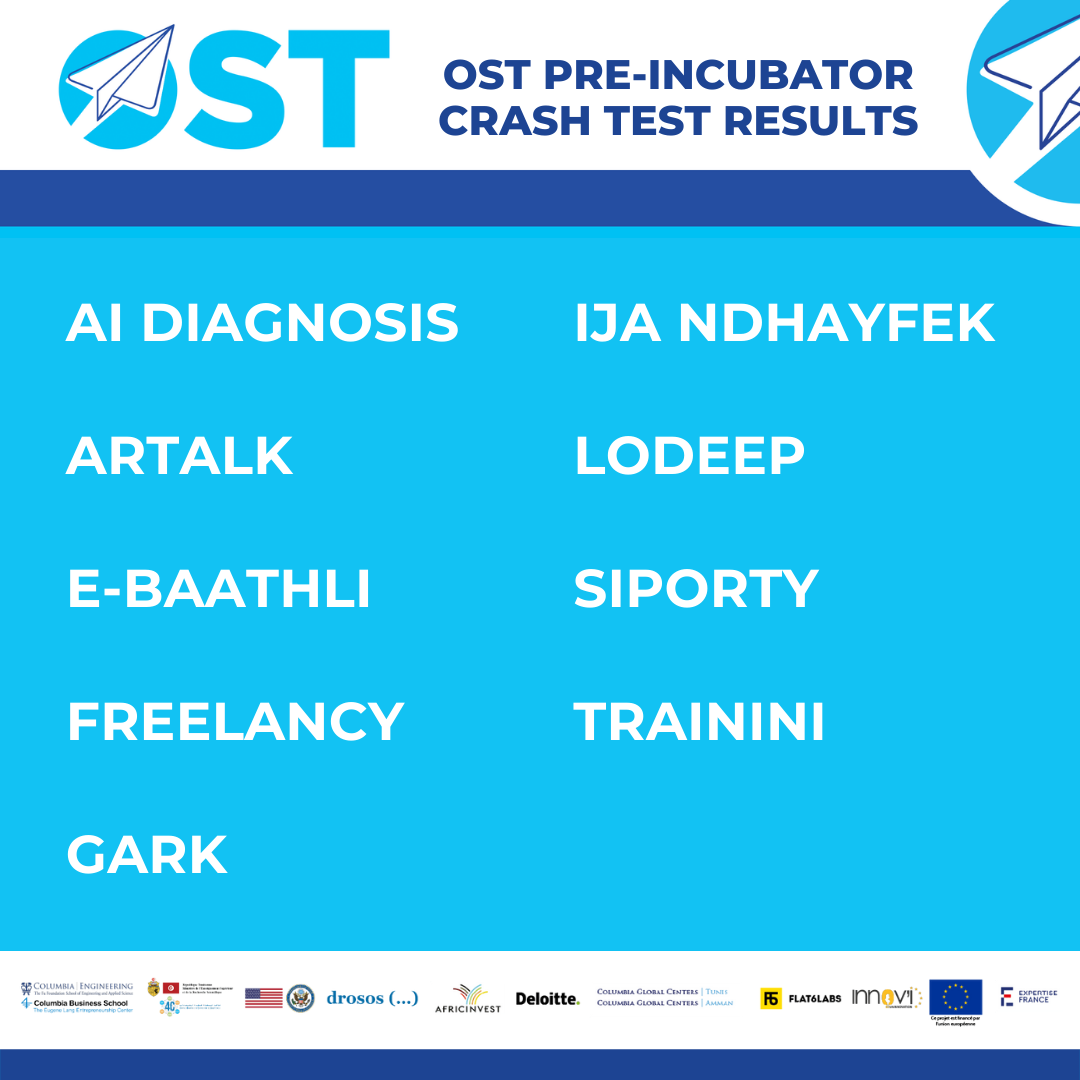 OST
OST PRE-INCUBATOR
CRASH TEST RESULTS
AI DIAGNOSIS
ARTALK
E-BAATHLI
FREELANCY
GARK
IJA NDHAYFEK
LODEEP
SIPORTY
TRAININI
COLUMBIA | ENGINEERING
The Fu Foundation School of Engineering and Applied Science
Columbia Business School
The Eugene Lang Entrepreneurship Center
4C
drosos (...)
AFRICINVEST
Deloitte.
COLUMBIA GLOBAL CENTERS | TUNIS
COLUMBIA GLOBAL CENTERS | AMMAN
FLAT6LABS
INNOV'I
Ce projet est financé par
l'Union européenne
EXPERTISE
FRANCE